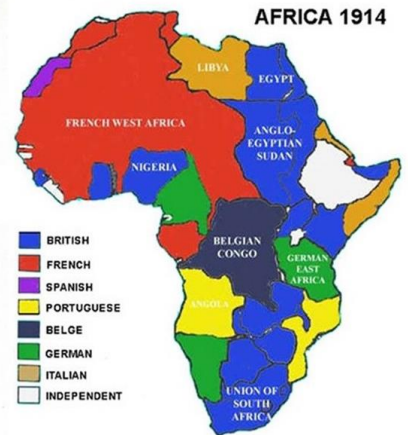 AFRICA 1914
LIBYA
EGYPT
FRENCH WEST AFRICA
ANGLO-
EGYPTIAN
SUDAN
NIGERIA
BELGIAN
CONGO
GERMAN
EAST
AFRICA
ANGOLA
UNION OF
SOUTH
AFRICA
BRITISH
FRENCH
SPANISH
PORTUGUESE
BELGE
GERMAN
ITALIAN
INDEPENDENT